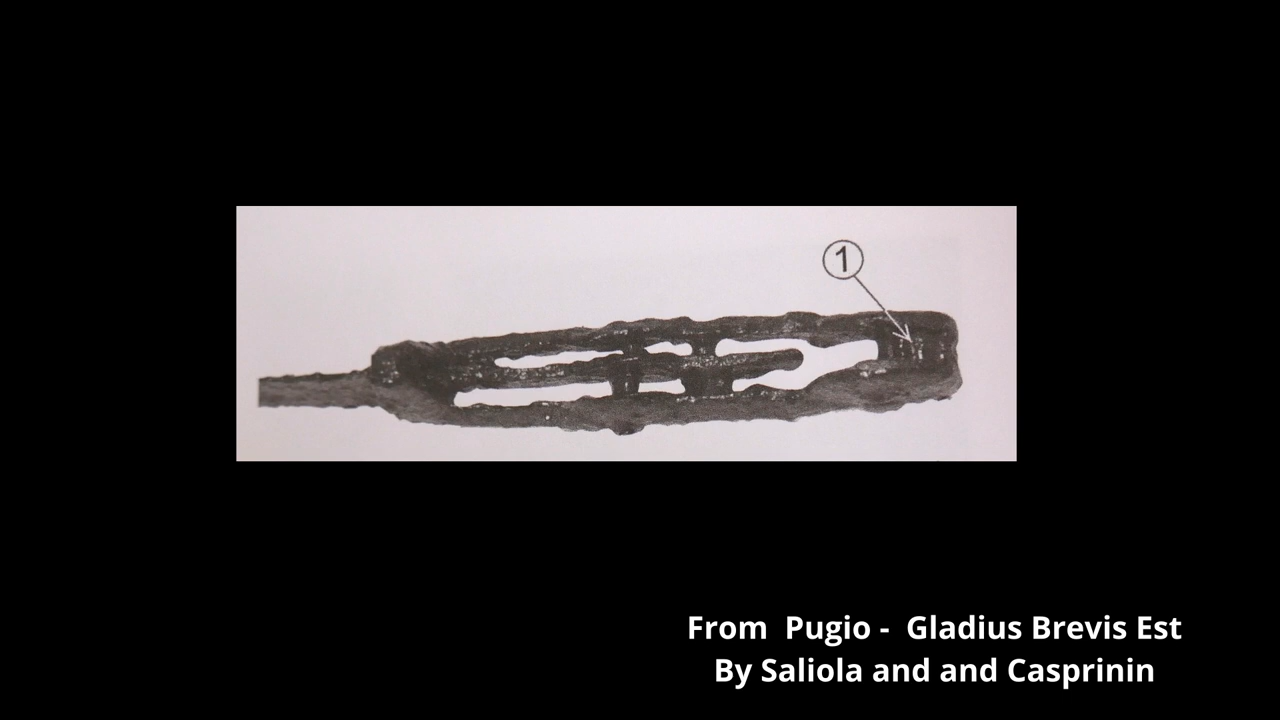 ①
From Pugio - Gladius Brevis Est
By Saliola and and Casprinin